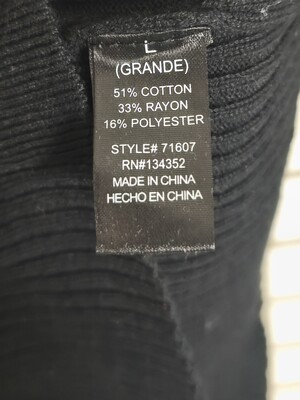 L
(GRANDE)
51% COTTON
33% RAYON
16% POLYESTER
STYLE# 71607
RN#134352
MADE IN CHINA
HECHO EN CHINA